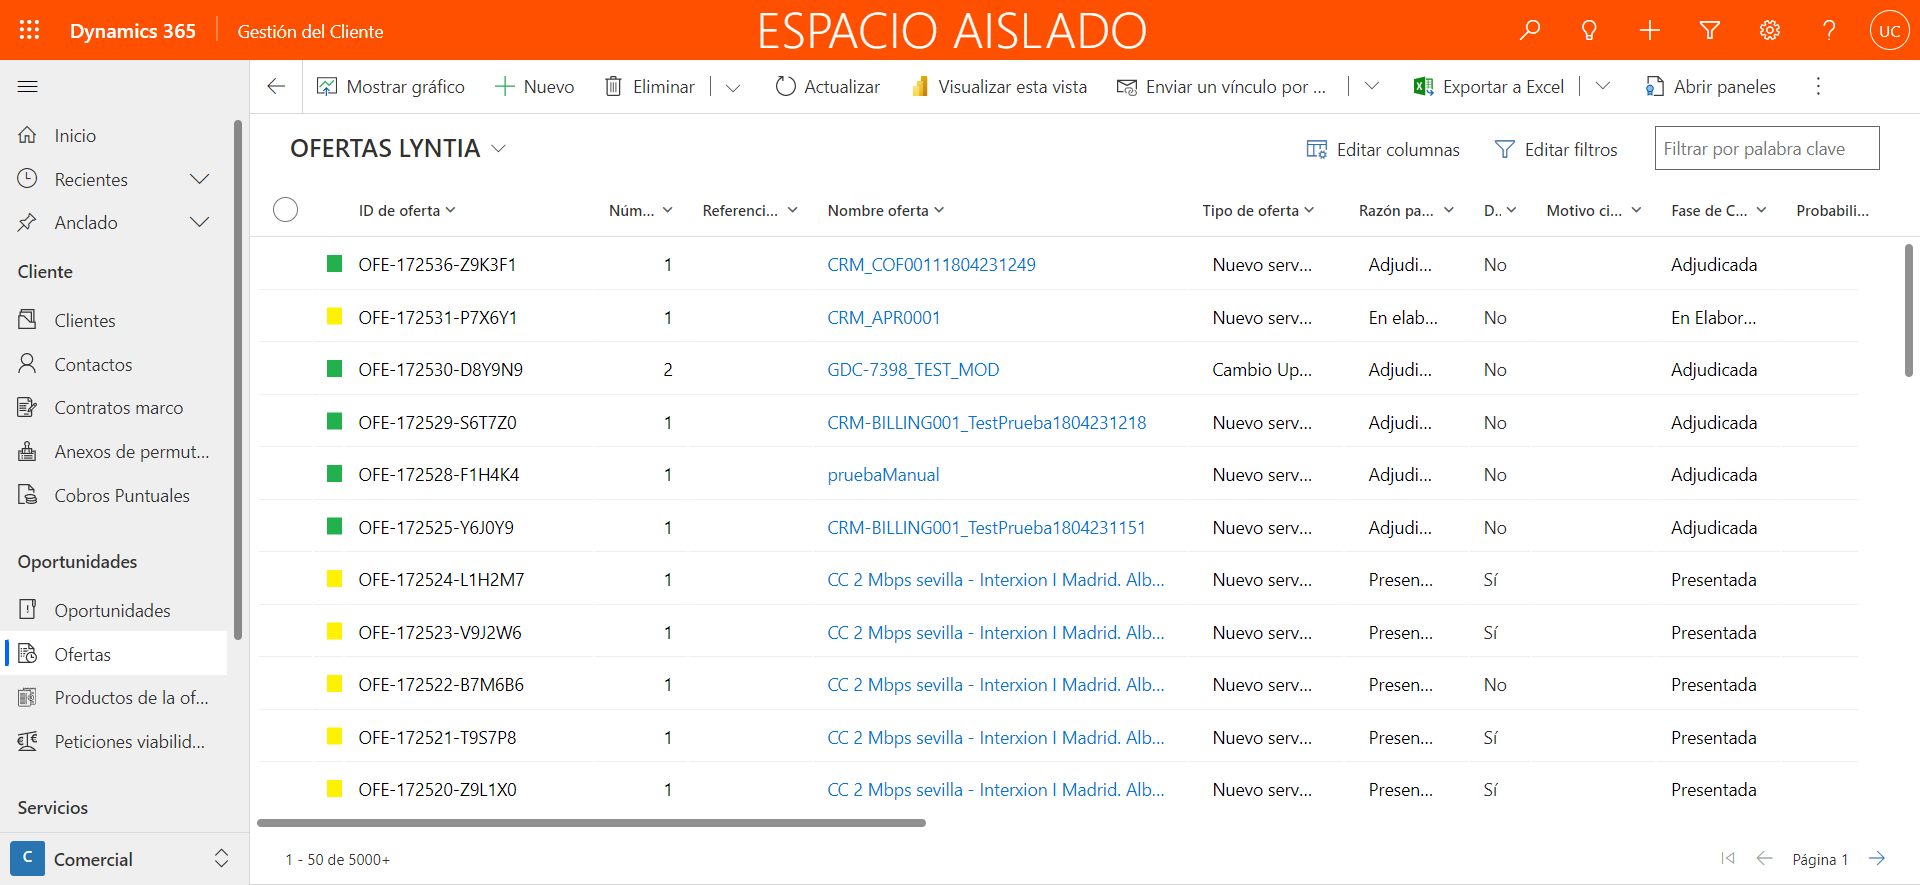 Dynamics 365 Gestión del Cliente ESPACIO AISLADO UC
Mostrar gráfico Nuevo Eliminar Actualizar Visualizar esta vista Enviar un vínculo por ... Exportar a Excel Abrir paneles
Inicio
Recientes
Anclado
Cliente
Clientes
Contactos
Contratos marco
Anexos de permut...
Cobros Puntuales
Oportunidades
Oportunidades
Ofertas
Productos de la of...
Peticiones viabilid...
Servicios
C Comercial
OFERTAS LYNTIA Editar columnas Editar filtros Filtrar por palabra clave
ID de oferta Núm... Referenci... Nombre oferta Tipo de oferta Razón pa... D.. Motivo ci... Fase de C... Probabili...
OFE-172536-Z9K3F1 1 CRM_COF00111804231249 Nuevo serv... Adjudi... No Adjudicada
OFE-172531-P7X6Y1 1 CRM_APR0001 Nuevo serv... En elab... No En Elabor...
OFE-172530-D8Y9N9 2 GDC-7398_TEST_MOD Cambio Up... Adjudi... No Adjudicada
OFE-172529-S6T7Z0 1 CRM-BILLING001_TestPrueba1804231218 Nuevo serv... Adjudi... No Adjudicada
OFE-172528-F1H4K4 1 pruebaManual Nuevo serv... Adjudi... No Adjudicada
OFE-172525-Y6J0Y9 1 CRM-BILLING001_TestPrueba1804231151 Nuevo serv... Adjudi... No Adjudicada
OFE-172524-L1H2M7 1 CC 2 Mbps sevilla - Interxion I Madrid. Alb... Nuevo serv... Presen... Sí Presentada
OFE-172523-V9J2W6 1 CC 2 Mbps sevilla - Interxion I Madrid. Alb... Nuevo serv... Presen... Sí Presentada
OFE-172522-B7M6B6 1 CC 2 Mbps sevilla - Interxion I Madrid. Alb... Nuevo serv... Presen... No Presentada
OFE-172521-T9S7P8 1 CC 2 Mbps sevilla - Interxion I Madrid. Alb... Nuevo serv... Presen... Sí Presentada
OFE-172520-Z9L1X0 1 CC 2 Mbps sevilla - Interxion I Madrid. Alb... Nuevo serv... Presen... Sí Presentada
1 - 50 de 5000+ Página 1